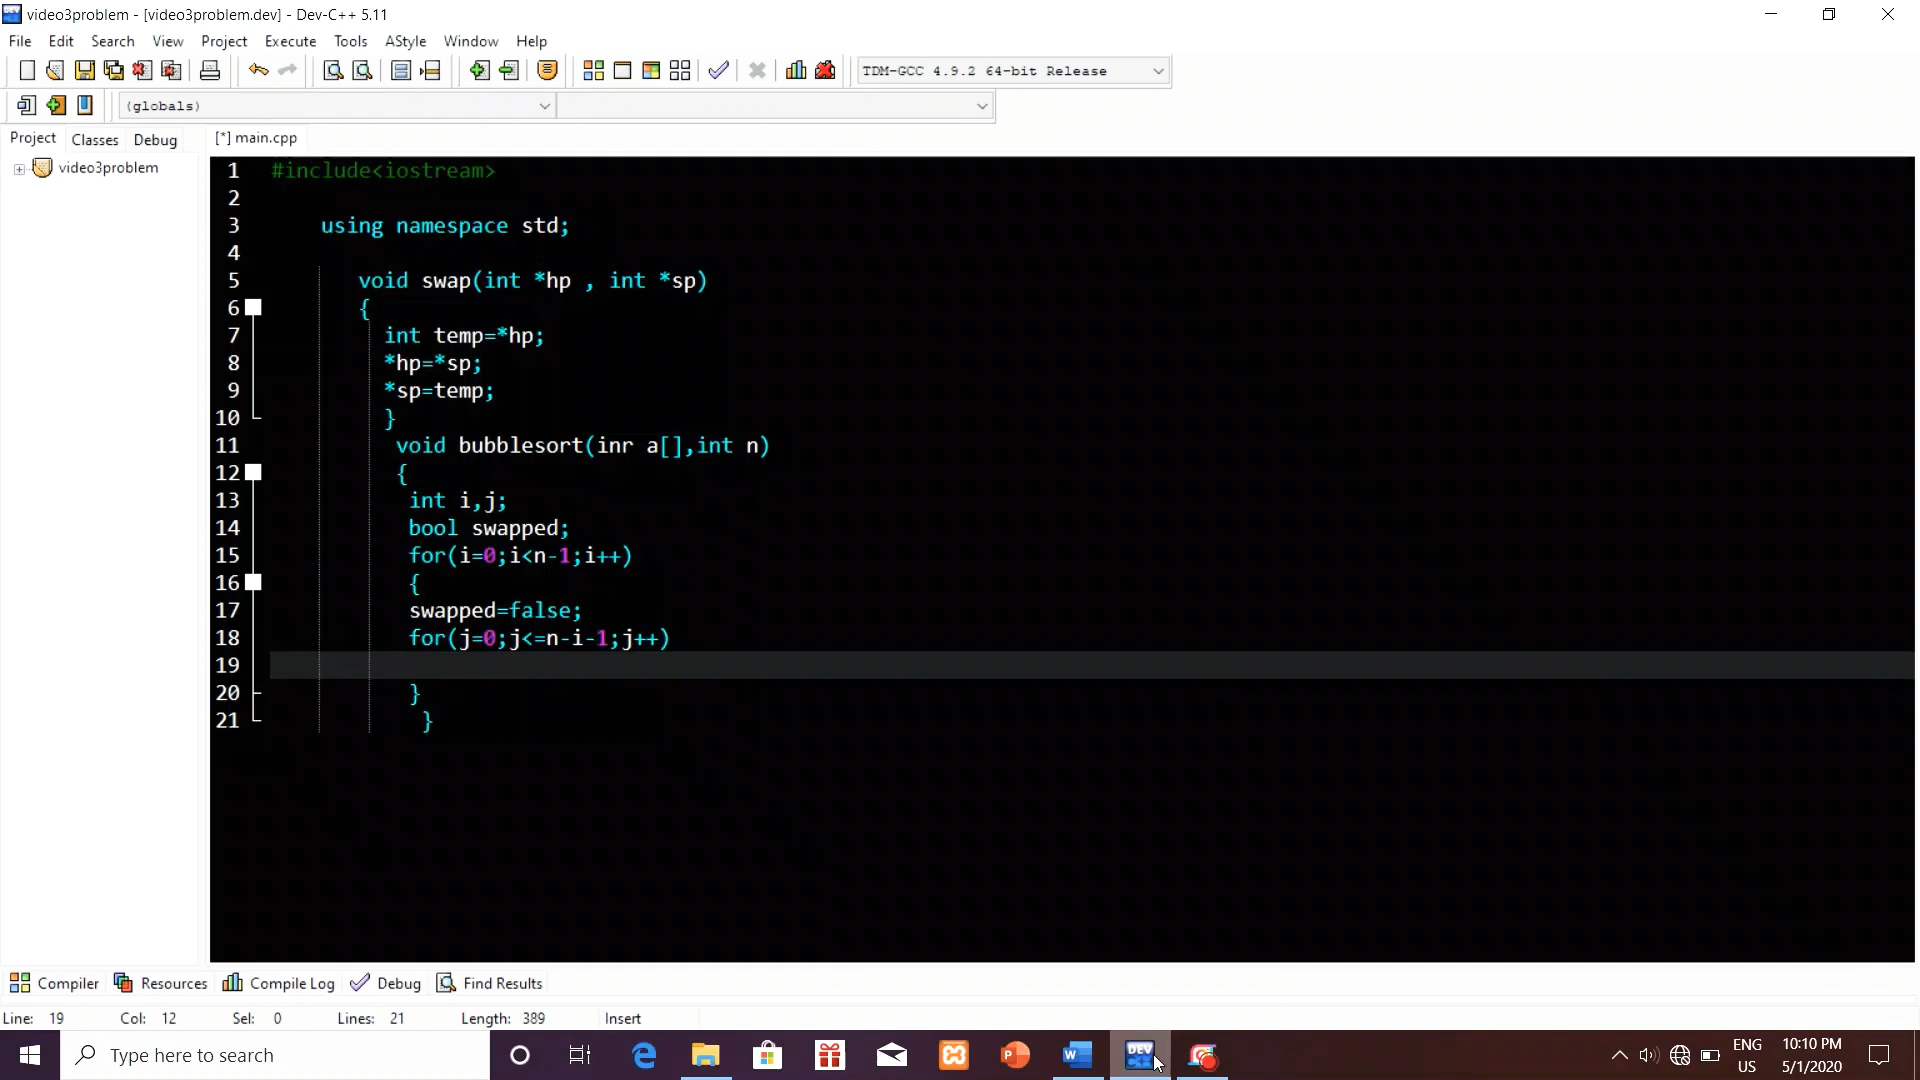 video3problem - [video3problem.dev] - Dev-C++ 5.11
File Edit Search View Project Execute Tools AStyle Window Help
TDM-GCC 4.9.2 64-bit Release
(globals)
Project Classes Debug [*] main.cpp
video3problem
1 #include<iostream>
2
3 using namespace std;
4
5 void swap(int *hp , int *sp)
6 {
7 int temp=*hp;
8 *hp=*sp;
9 *sp=temp;
10 }
11 void bubblesort(inr a[],int n)
12 {
13 int i,j;
14 bool swapped;
15 for(i=0;i<n-1;i++)
16 {
17 swapped=false;
18 for(j=0;j<=n-i-1;j++)
19
20 }
21 }
Compiler Resources Compile Log Debug Find Results
Line: 19 Col: 12 Sel: 0 Lines: 21 Length: 389 Insert
Type here to search
DEV
ENG
US
10:10 PM
5/1/2020